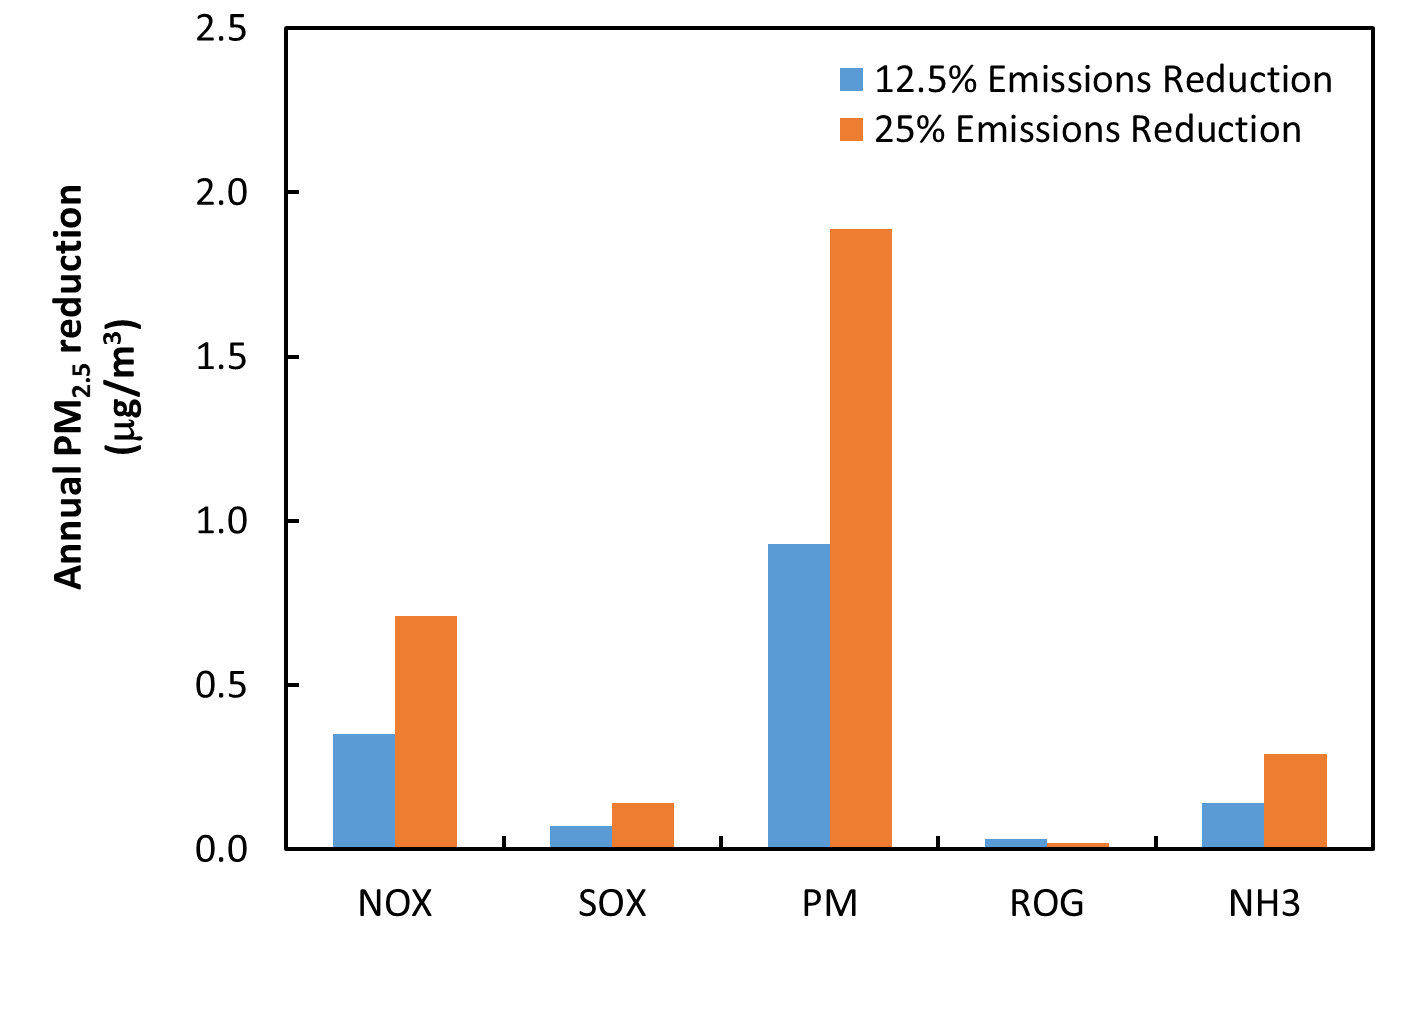 2.5
12.5% Emissions Reduction
25% Emissions Reduction
2.0
1.5
1.0
0.5
0.0
Annual PM2.5 reduction
(µg/m³)
NOX SOX PM ROG NH3